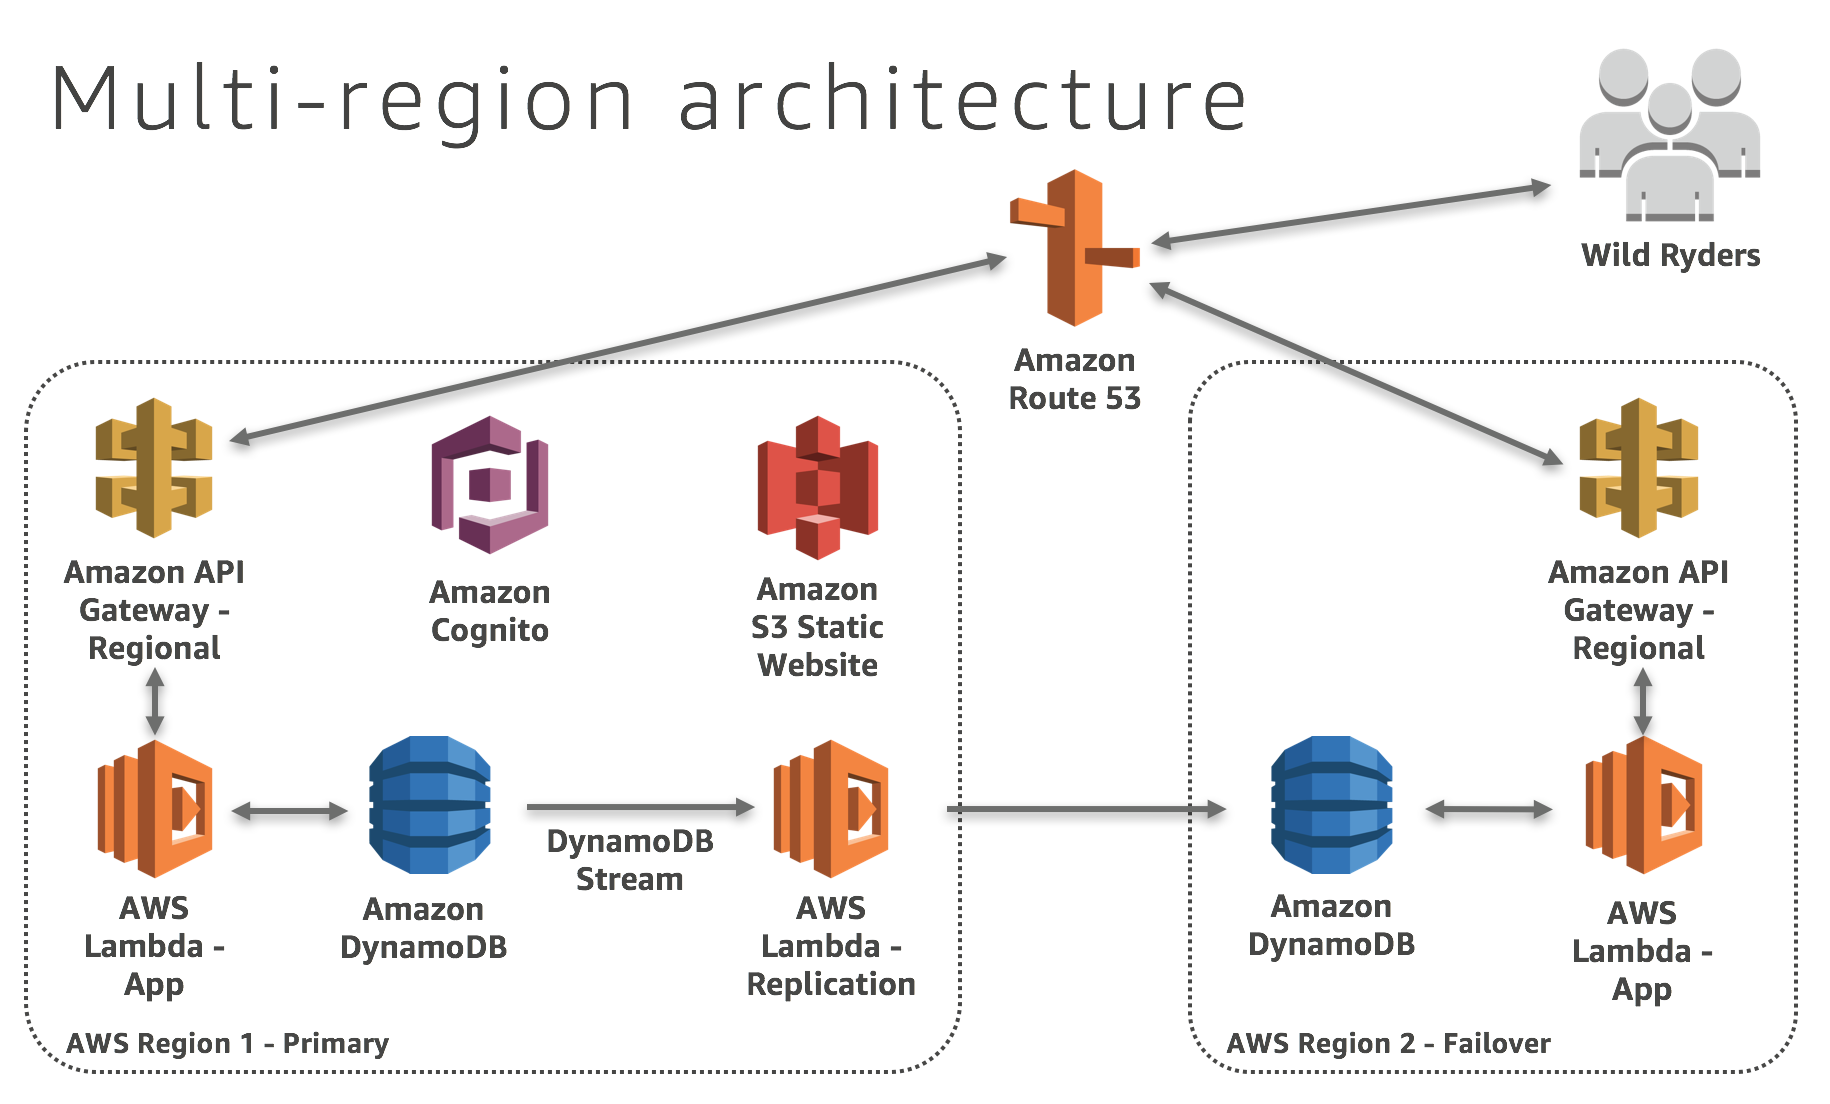 Multi-region architecture
Wild Ryders
Amazon
Route 53
Amazon API
Gateway -
Regional
Amazon
Cognito
Amazon
S3 Static
Website
AWS
Lambda -
App
Amazon
DynamoDB
DynamoDB
Stream
AWS
Lambda -
Replication
AWS Region 1 - Primary
Amazon API
Gateway -
Regional
Amazon
DynamoDB
AWS
Lambda -
App
AWS Region 2 - Failover